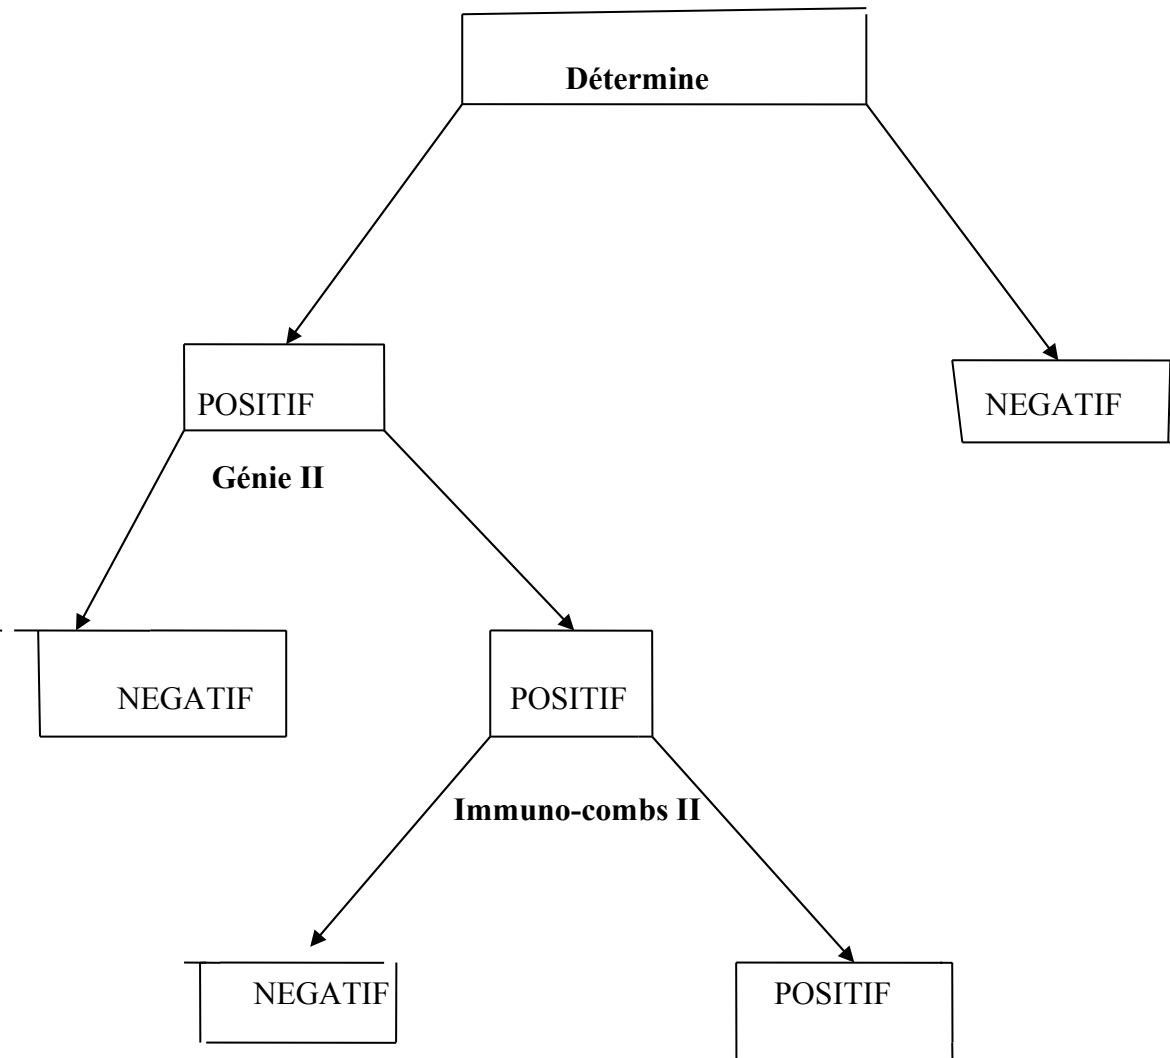 Détermine
POSITIF
NEGATIF
Génie II
NEGATIF
POSITIF
Immuno-combs II
NEGATIF
POSITIF